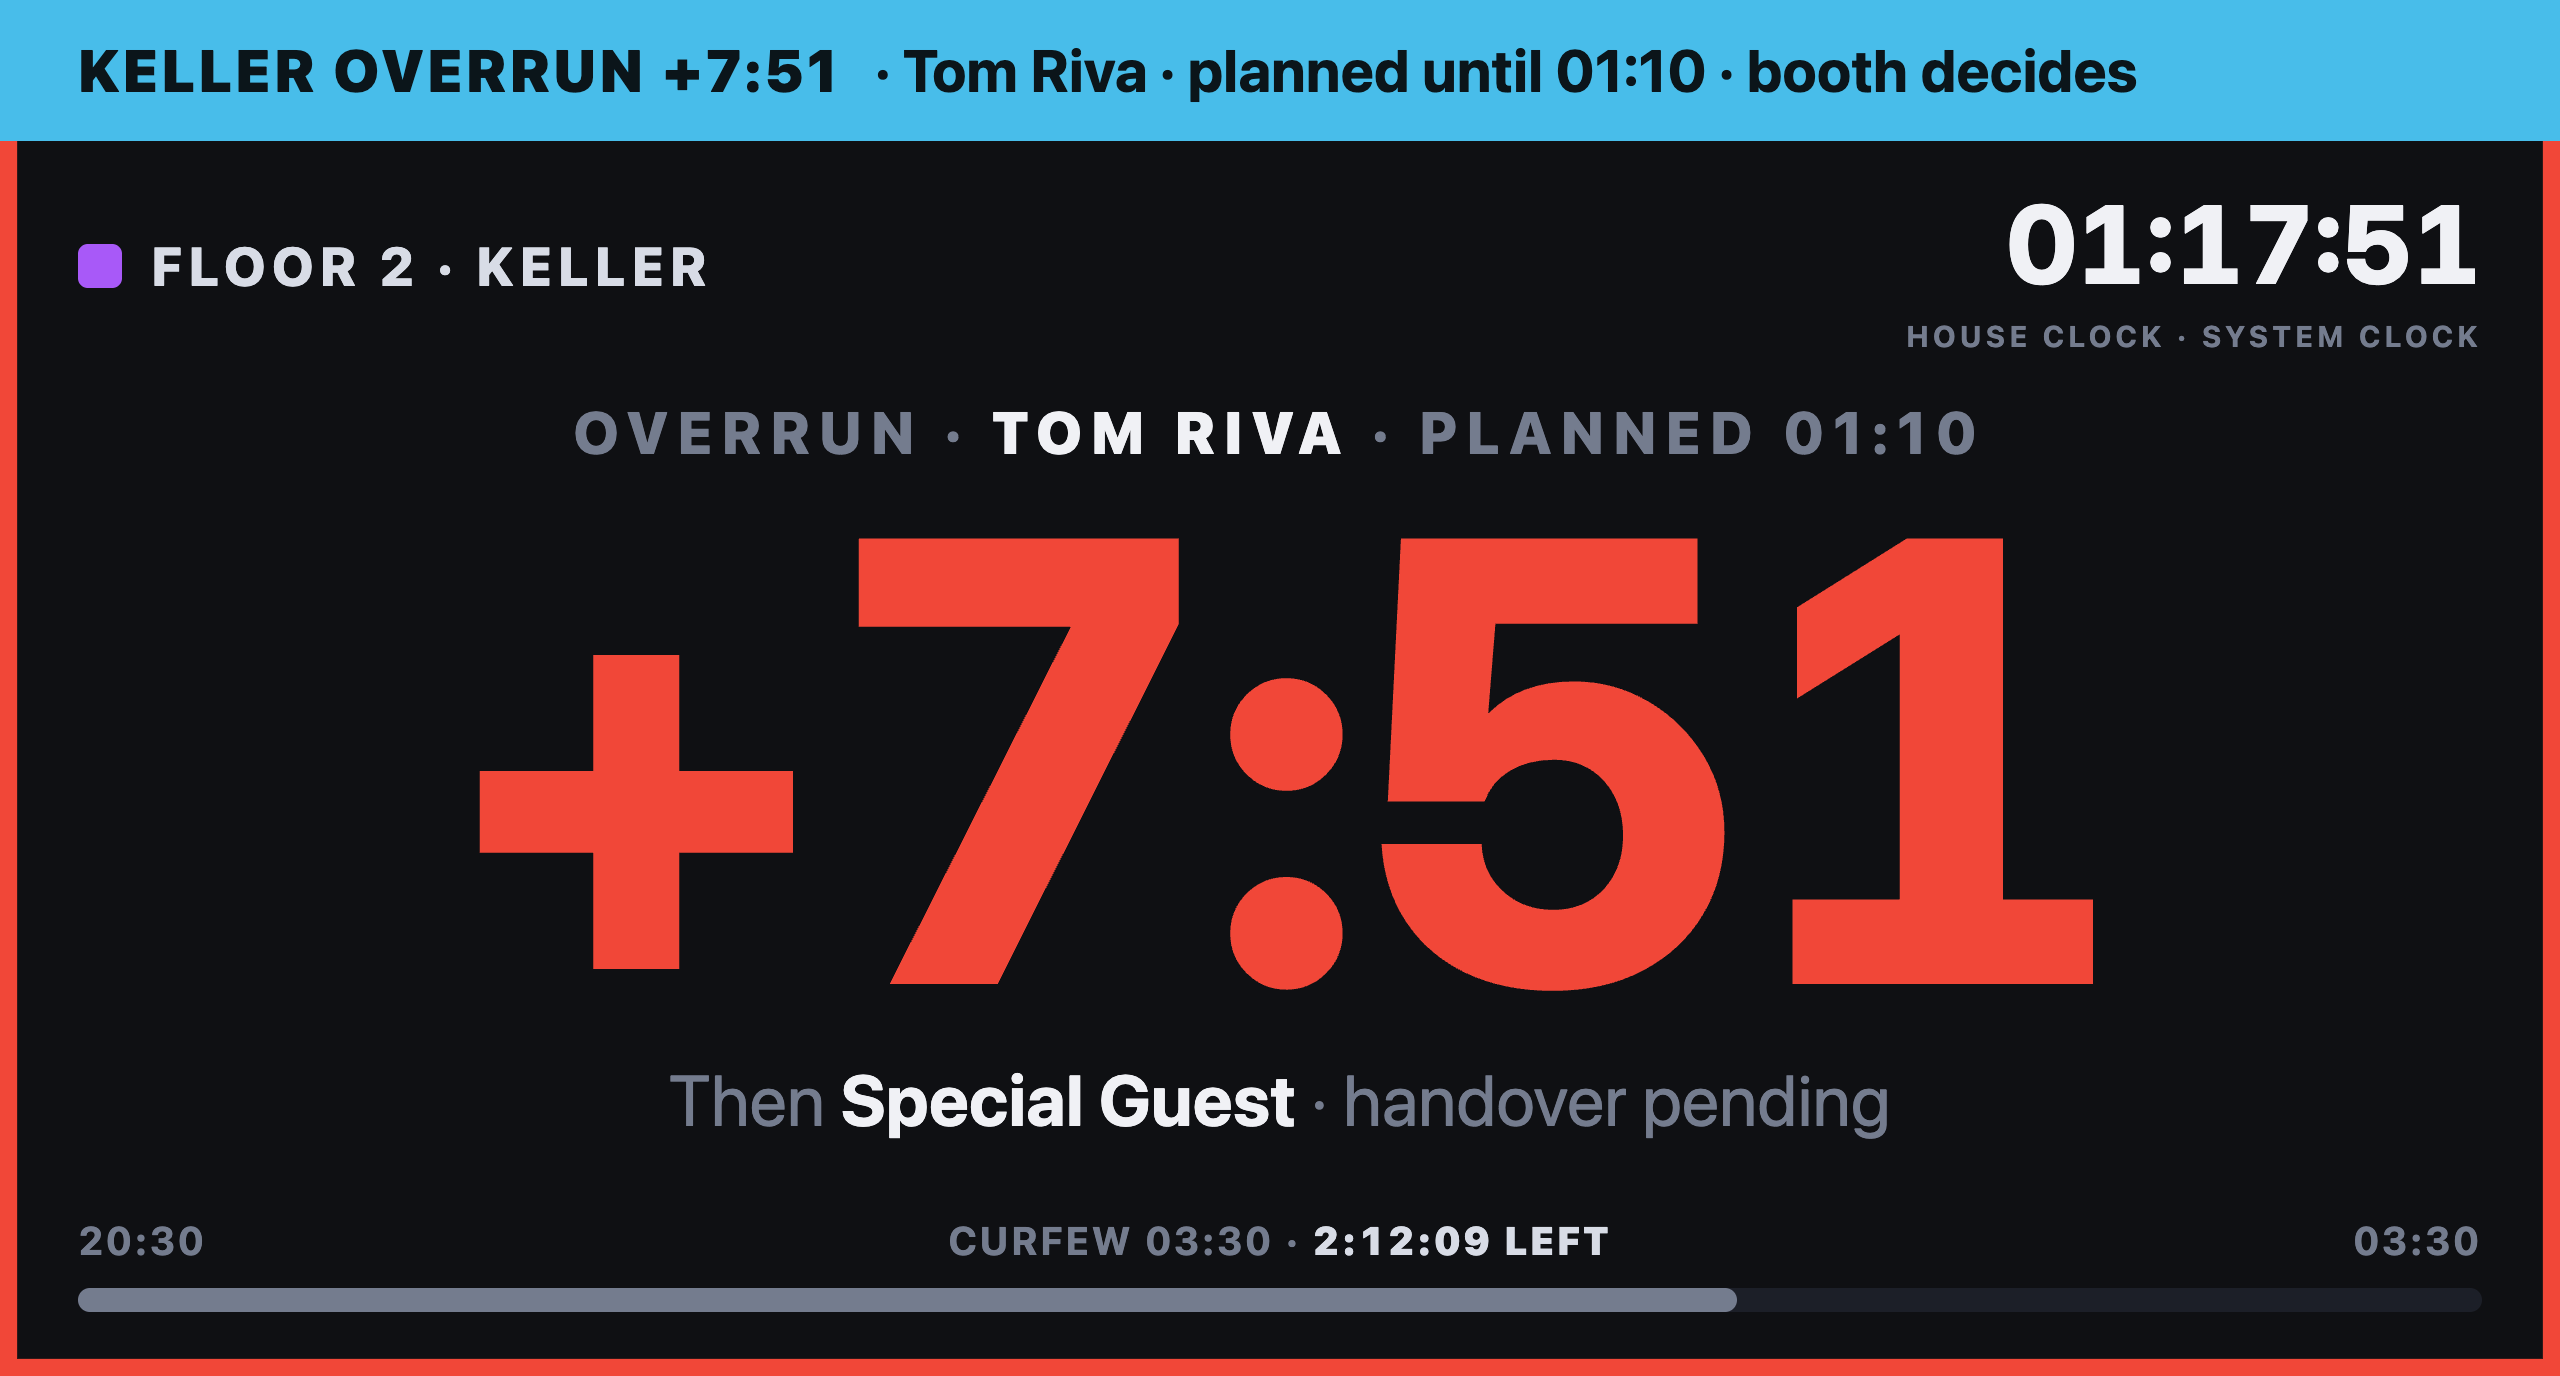 KELLER OVERRUN +7:51 · Tom Riva · planned until 01:10 · booth decides
FLOOR 2 · KELLER
01:17:51
HOUSE CLOCK · SYSTEM CLOCK
OVERRUN · TOM RIVA · PLANNED 01:10
+7:51
Then Special Guest · handover pending
20:30
CURFEW 03:30 · 2:12:09 LEFT
03:30